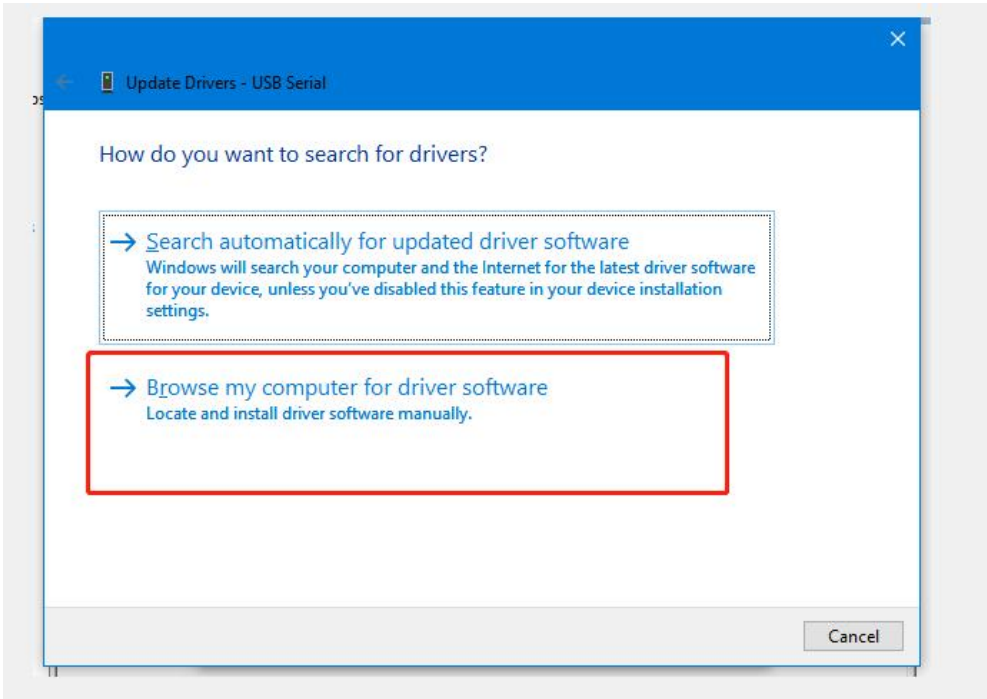 Update Drivers - USB Serial
How do you want to search for drivers?
Search automatically for updated driver software
Windows will search your computer and the Internet for the latest driver software
for your device, unless you've disabled this feature in your device installation
settings.
Browse my computer for driver software
Locate and install driver software manually.
Cancel